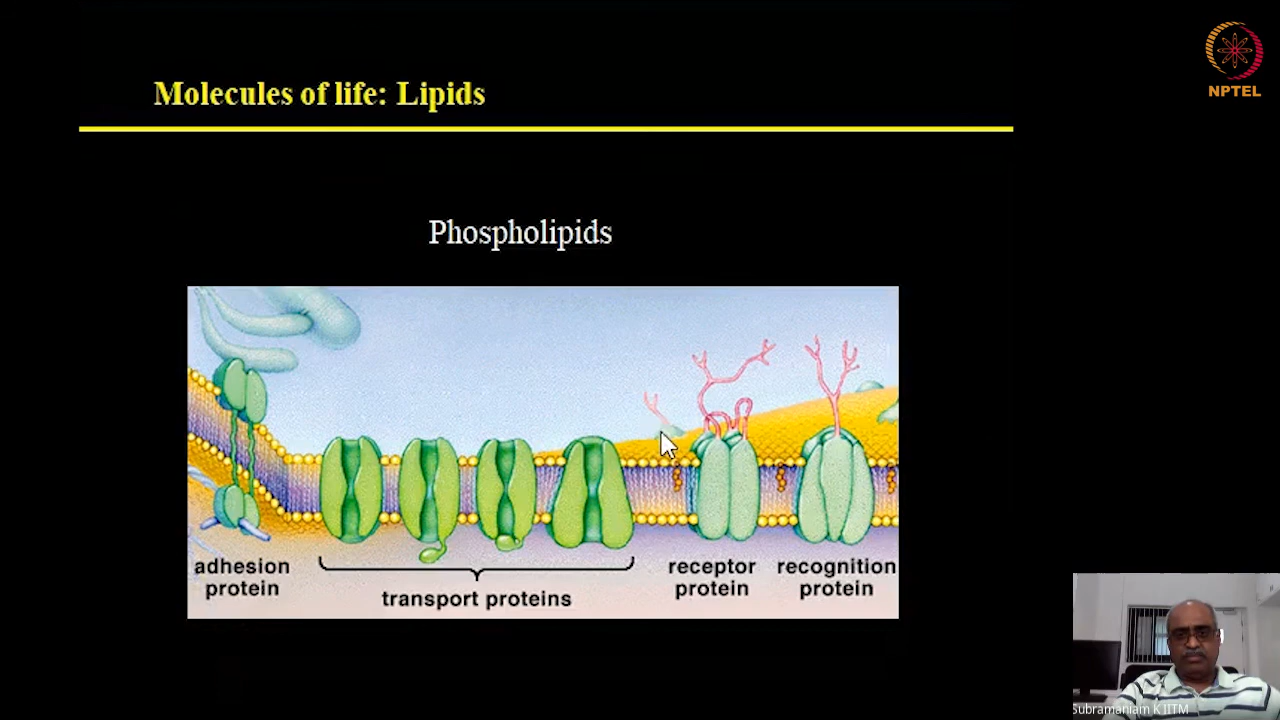 NPTEL
Molecules of life: Lipids
Phospholipids
adhesion
protein
transport proteins
receptor
protein
recognition
protein
Subramaniam K IITM